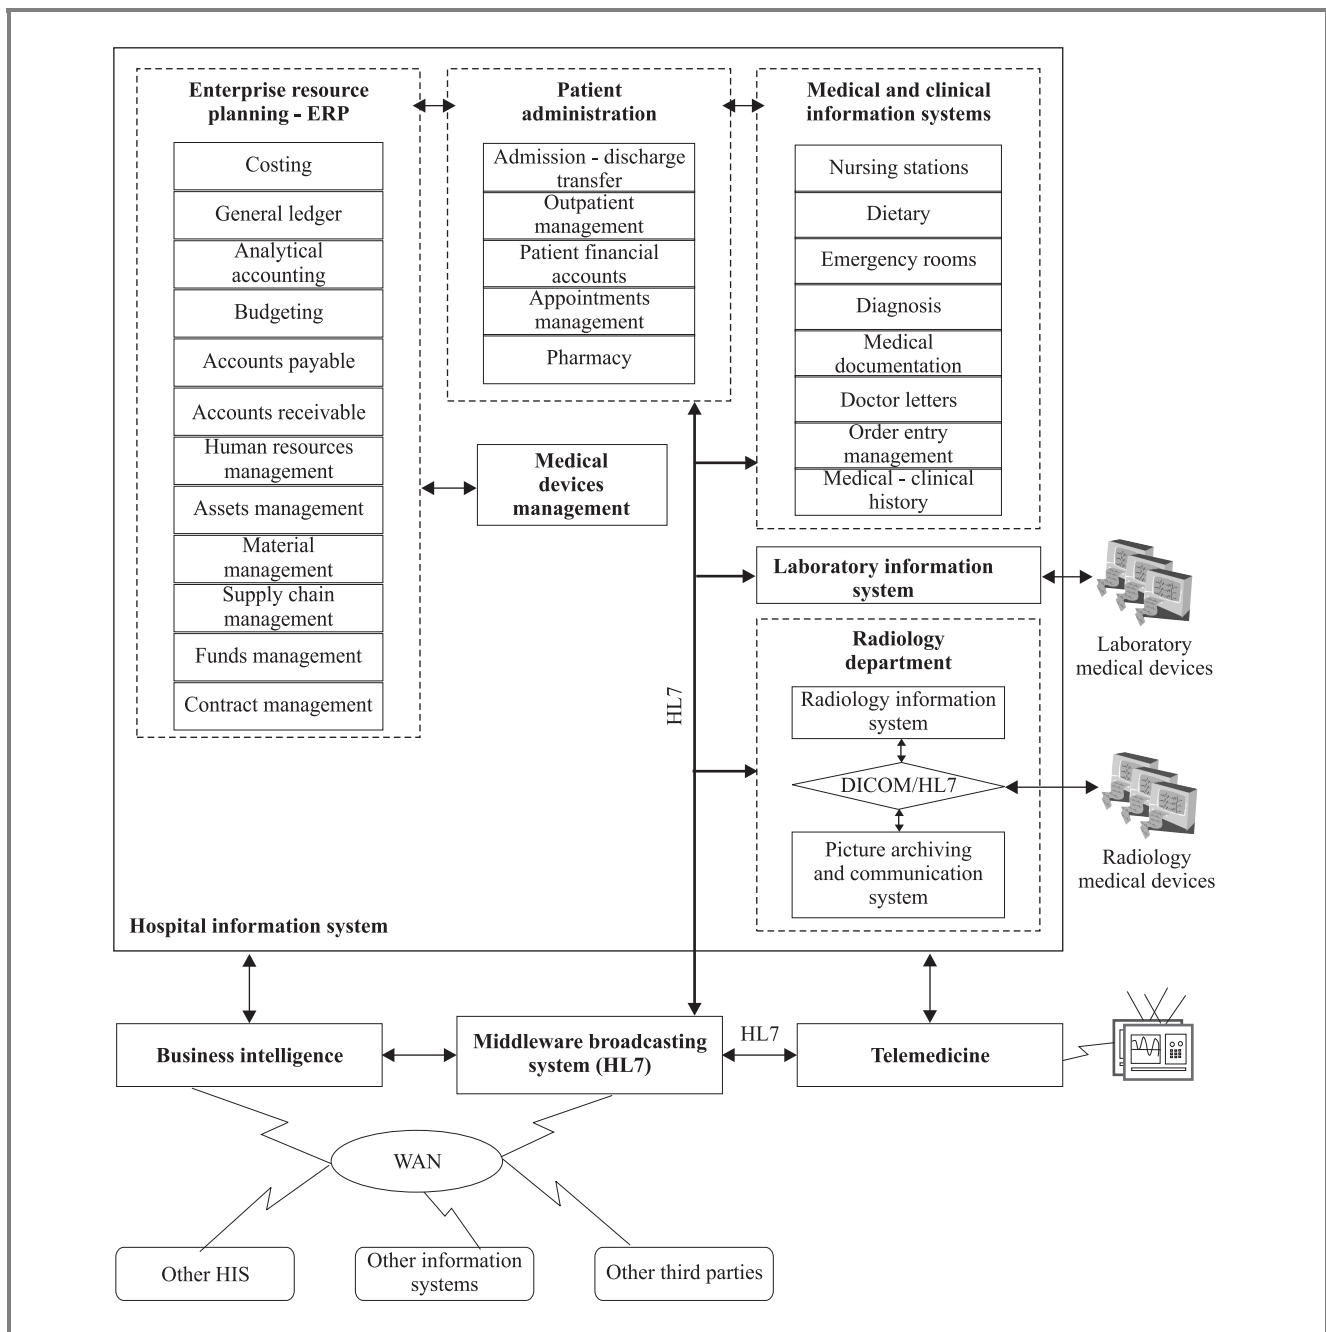 Enterprise resource
planning - ERP
Costing
General ledger
Analytical
accounting
Budgeting
Accounts payable
Accounts receivable
Human resources
management
Assets management
Material
management
Supply chain
management
Funds management
Contract management
Patient
administration
Admission - discharge
transfer
Outpatient
management
Patient financial
accounts
Appointments
management
Pharmacy
Medical and clinical
information systems
Nursing stations
Dietary
Emergency rooms
Diagnosis
Medical
documentation
Doctor letters
Order entry
management
Medical - clinical
history
Medical
devices
management
Laboratory information
system
Laboratory
medical devices
HL7
Radiology
department
Radiology information
system
DICOM/HL7
Picture archiving
and communication
system
Radiology
medical devices
Hospital information system
Business intelligence
Middleware broadcasting
system (HL7)
HL7
Telemedicine
WAN
Other HIS
Other information
systems
Other third parties